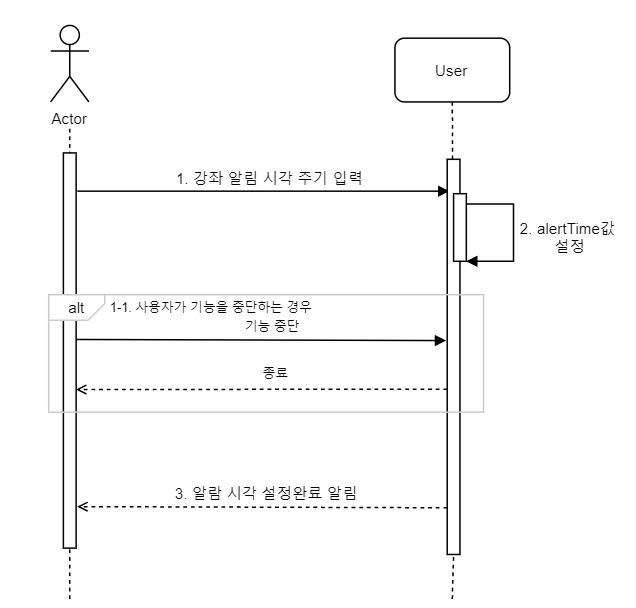 Actor
User
1. 강좌 알림 시각 주기 입력
2. alertTime값
설정
alt
1-1. 사용자가 기능을 중단하는 경우
기능 중단
종료
3. 알람 시각 설정완료 알림